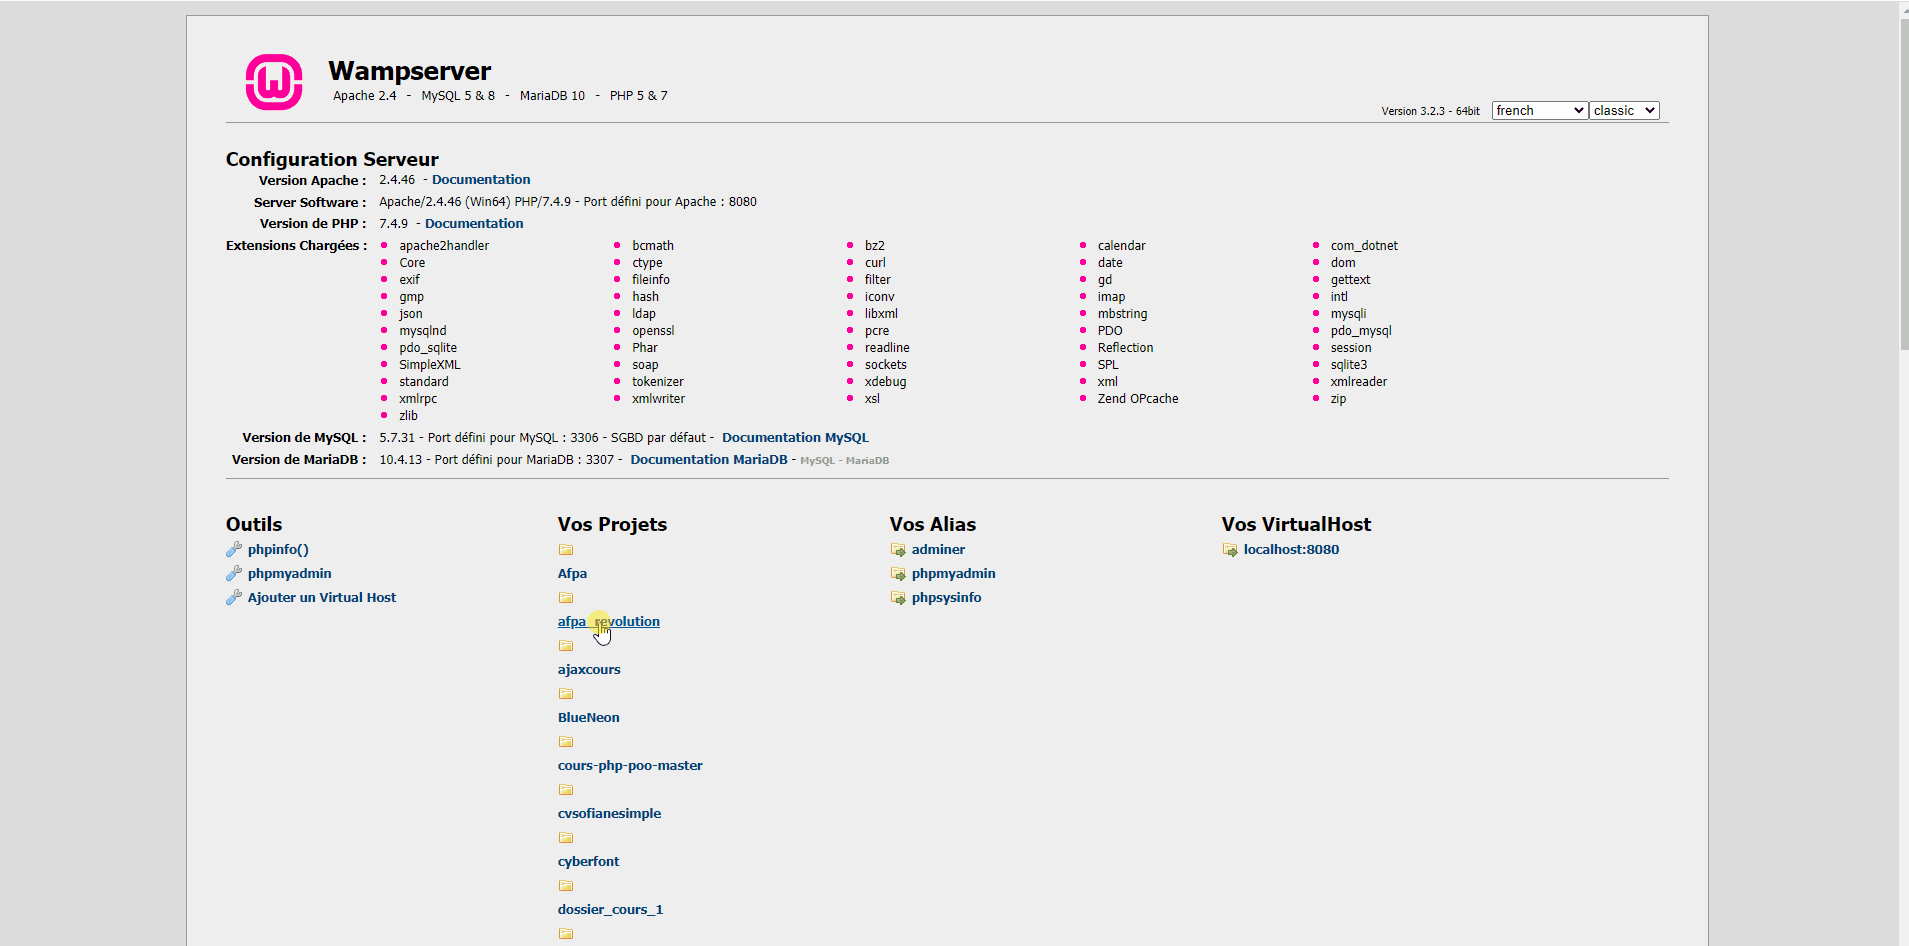 Wampserver
Apache 2.4 - MySQL 5 & 8 - MariaDB 10 - PHP 5 & 7
Version 3.2.3 - 64bit french classic
Configuration Serveur
Version Apache : 2.4.46 - Documentation
Server Software : Apache/2.4.46 (Win64) PHP/7.4.9 - Port défini pour Apache : 8080
Version de PHP : 7.4.9 - Documentation
Extensions Chargées : apache2handler bcmath bz2 calendar com_dotnet
Core ctype curl date dom
exif fileinfo filter gd gettext
gmp hash iconv imap intl
json ldap libxml mbstring mysqli
mysqlnd openssl pcre PDO pdo_mysql
pdo_sqlite Phar readline Reflection session
SimpleXML soap sockets SPL sqlite3
standard tokenizer xdebug xml xmlreader
xmlrpc xmlwriter xsl Zend OPcache zip
zlib
Version de MySQL : 5.7.31 - Port défini pour MySQL : 3306 - SGBD par défaut - Documentation MySQL
Version de MariaDB : 10.4.13 - Port défini pour MariaDB : 3307 - Documentation MariaDB - MySQL - MariaDB
Outils
phpinfo()
phpmyadmin
Ajouter un Virtual Host
Vos Projets
Afpa
afpa_revolution
ajaxcours
BlueNeon
cours-php-poo-master
cvsofianesimple
cyberfont
dossier_cours_1
Vos Alias
adminer
phpmyadmin
phpsysinfo
Vos VirtualHost
localhost:8080